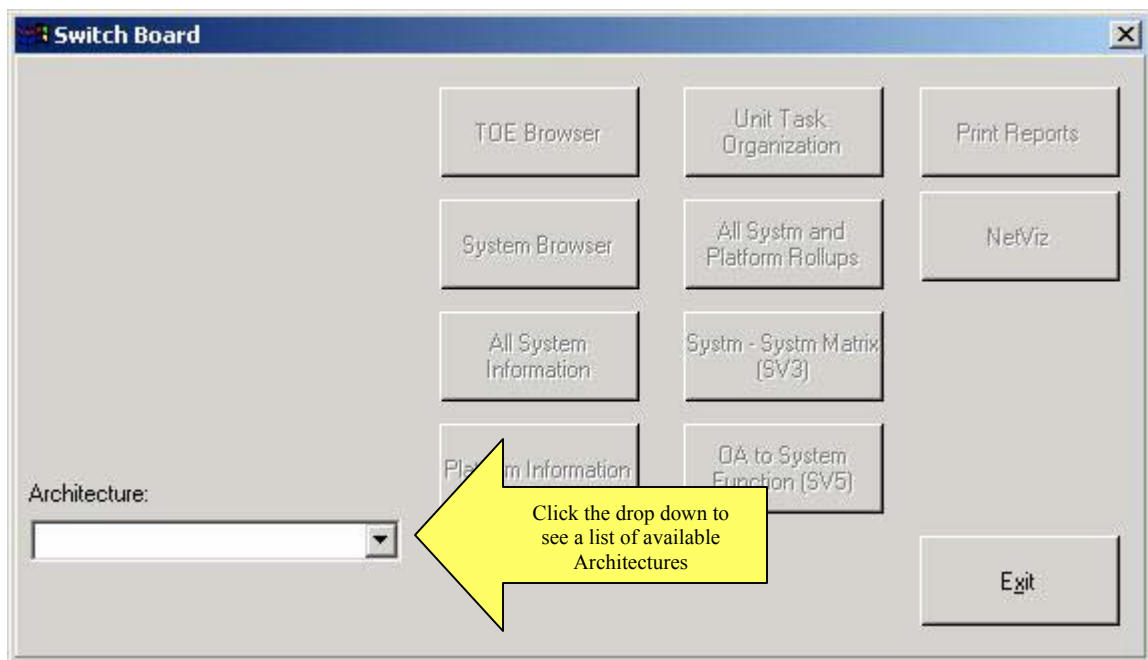 Switch Board
TOE Browser
Unit Task
Organization
Print Reports
System Browser
All Systm and
Platform Rollups
NetViz
All System
Information
Systm - Systm Matrix
(SV3)
Platform Information
OA to System
Function (SV5)
Architecture:
Click the drop down to
see a list of available
Architectures
Exit